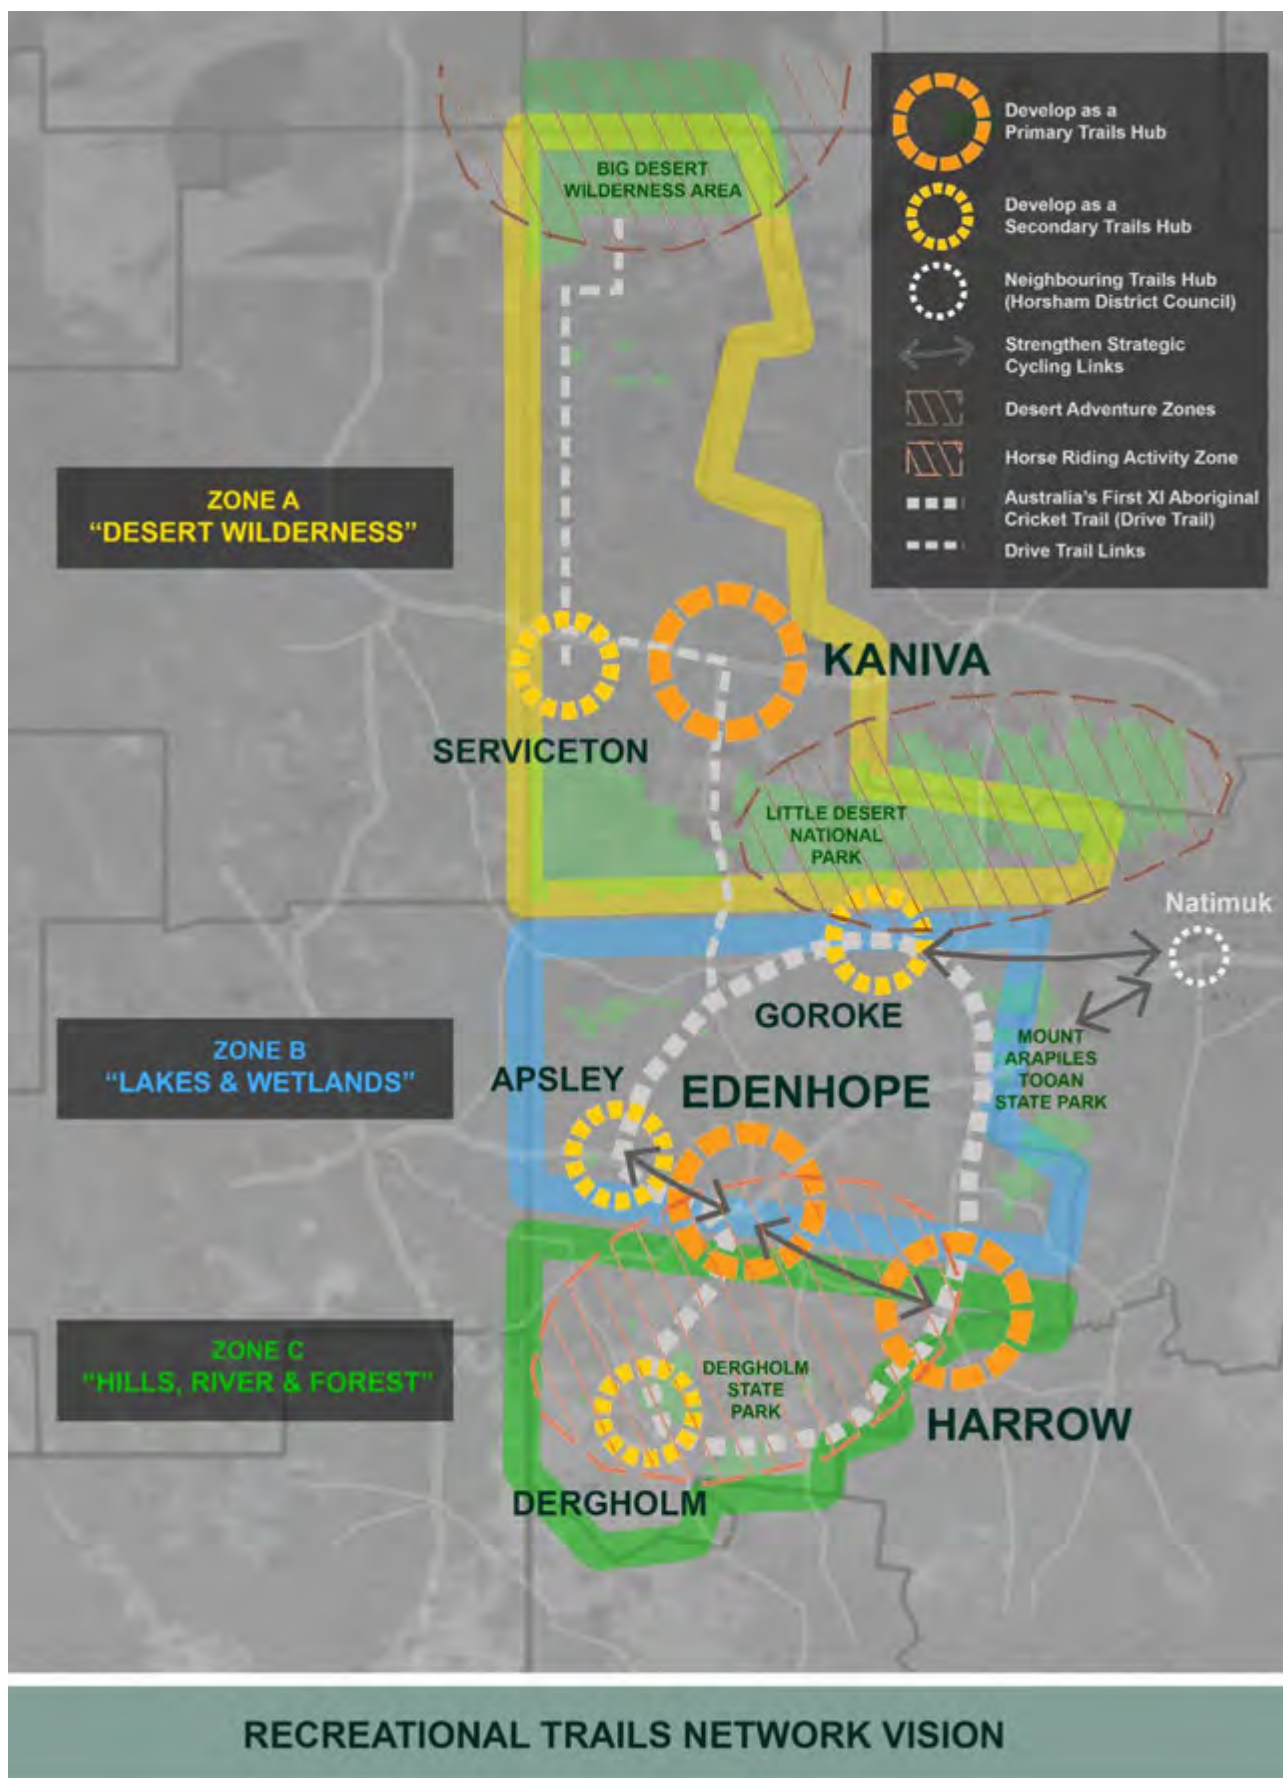 BIG DESERT
WILDERNESS AREA
Develop as a
Primary Trails Hub
Develop as a
Secondary Trails Hub
Neighbouring Trails Hub
(Horsham District Council)
Strengthen Strategic
Cycling Links
Desert Adventure Zones
Horse Riding Activity Zone
Australia's First XI Aboriginal
Cricket Trail (Drive Trail)
Drive Trail Links
ZONE A
“DESERT WILDERNESS”
KANIVA
SERVICETON
LITTLE DESERT
NATIONAL
PARK
Natimuk
GOROKE
ZONE B
“LAKES & WETLANDS”
MOUNT
ARAPILES
TOOAN
STATE PARK
APSLEY
EDENHOPE
ZONE C
“HILLS, RIVER & FOREST”
DERGHOLM
STATE
PARK
HARROW
DERGHOLM
RECREATIONAL TRAILS NETWORK VISION